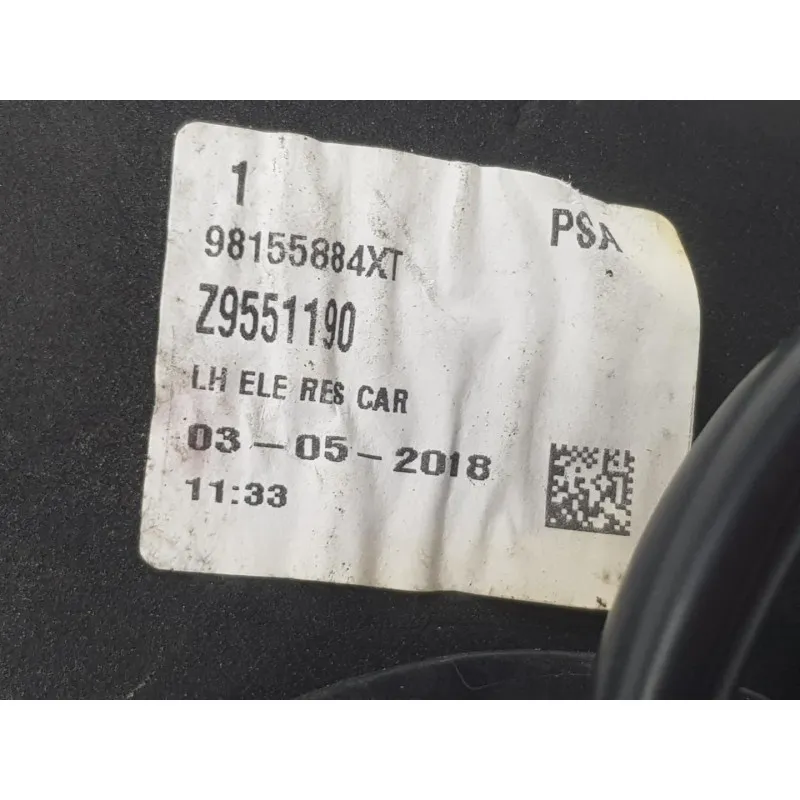 1
PSA
98155884XT
Z9551190
LH ELE RES CAR
03-05-2018
11:33